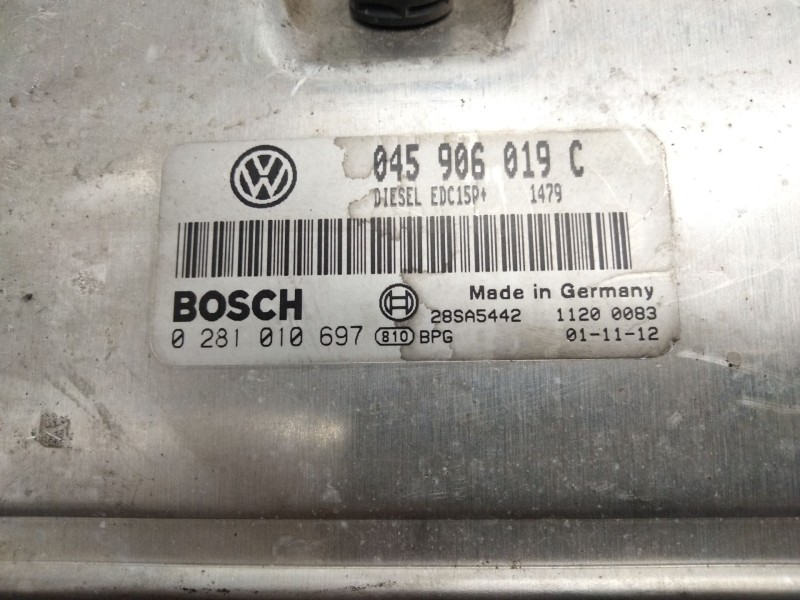 045 906 019 C
DIESEL EDC15P+ 1479
BOSCH
Made in Germany
28SA5442 1120 0083
0 281 010 697 810 BPG 01-11-12